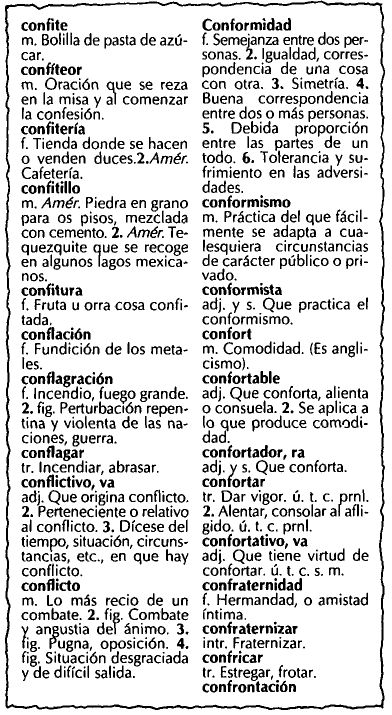 confite
m. Bolilla de pasta de azú-
car.
confíteor
m. Oración que se reza
en la misa y al comenzar
la confesión.
confitería
f. Tienda donde se hacen
o venden duces.2.Amér.
Cafetería.
confitillo
m. Amér. Piedra en grano
para os pisos, mezclada
con cemento. 2. Amér. Te-
quezquite que se recoge
en algunos lagos mexica-
nos.
confitura
f. Fruta u orra cosa confi-
tada.
conflación
f. Fundición de los meta-
les.
conflagración
f. Incendio, fuego grande.
2. fig. Perturbación repen-
tina y violenta de las na-
ciones, guerra.
conflagar
tr. Incendiar, abrasar.
conflictivo, va
adj. Que origina conflicto.
2. Perteneciente o relativo
al conflicto. 3. Dícese del
tiempo, situación, circuns-
tancias, etc., en que hay
conflicto.
conflicto
m. Lo más recio de un
combate. 2. fig. Combate
y angustia del ánimo. 3.
fig. Pugna, oposición. 4.
fig. Situación desgraciada
y de difícil salida.
Conformidad
f. Semejanza entre dos per-
sonas. 2. Igualdad, corres-
pondencia de una cosa
con otra. 3. Simetría. 4.
Buena correspondencia
entre dos o más personas.
5. Debida proporción
entre las partes de un
todo. 6. Tolerancia y su-
frimiento en las adversi-
dades.
conformismo
m. Práctica del que fácil-
mente se adapta a cua-
lesquiera circunstancias
de carácter público o pri-
vado.
conformista
adj. y s. Que practica el
conformismo.
confort
m. Comodidad. (Es angli-
cismo).
confortable
adj. Que conforta, alienta
o consuela. 2. Se aplica a
lo que produce comodi-
dad.
confortador, ra
adj. y s. Que conforta.
confortar
tr. Dar vigor. ú. t. c. prnl.
2. Alentar, consolar al afli-
gido. ú. t. c. prnl.
confortativo, va
adj. Que tiene virtud de
confortar. ú. t. c. s. m.
confraternidad
f. Hermandad, o amistad
íntima.
confraternizar
intr. Fraternizar.
confricar
tr. Estregar, frotar.
confrontación